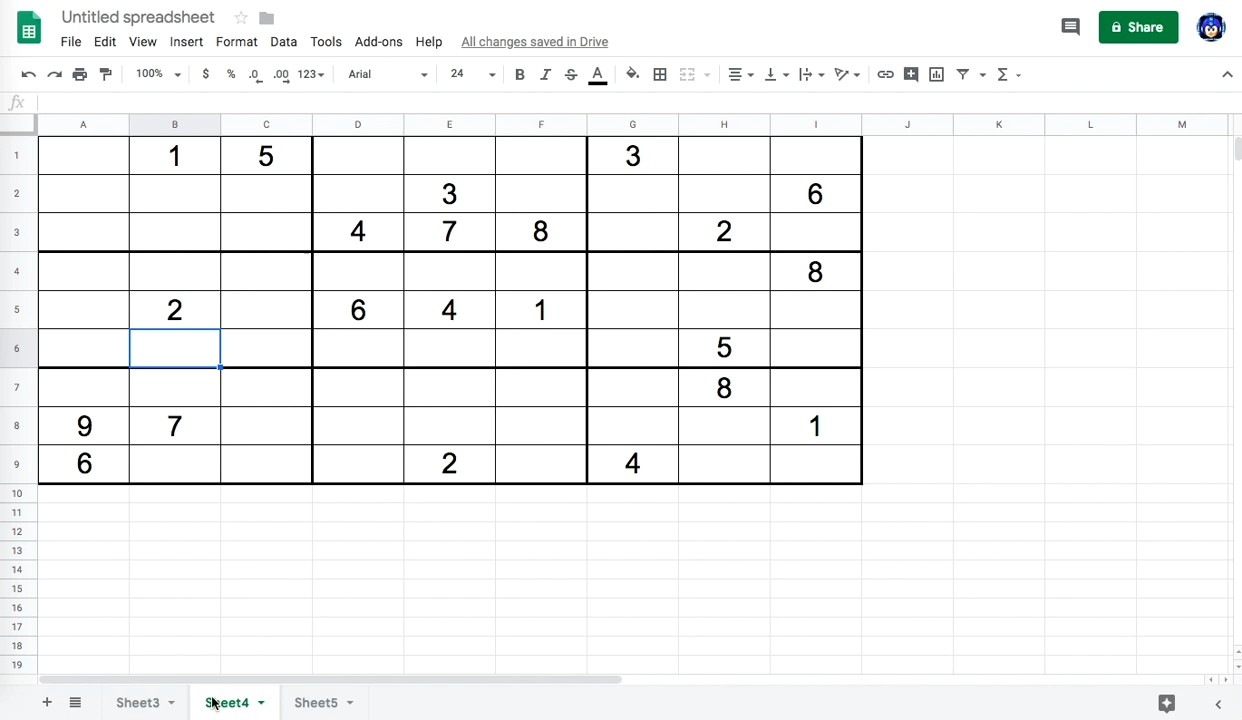 Untitled spreadsheet
File Edit View Insert Format Data Tools Add-ons Help All changes saved in Drive
Share
100% $ % .0 .00 123 Arial 24 B I S A Σ
fx
A B C D E F G H I J K L M
1 1 5 3
2 3 6
3 4 7 8 2
4 8
5 2 6 4 1
6 5
7 8
8 9 7 1
9 6 2 4
10
11
12
13
14
15
16
17
18
19
Sheet3 Sheet4 Sheet5